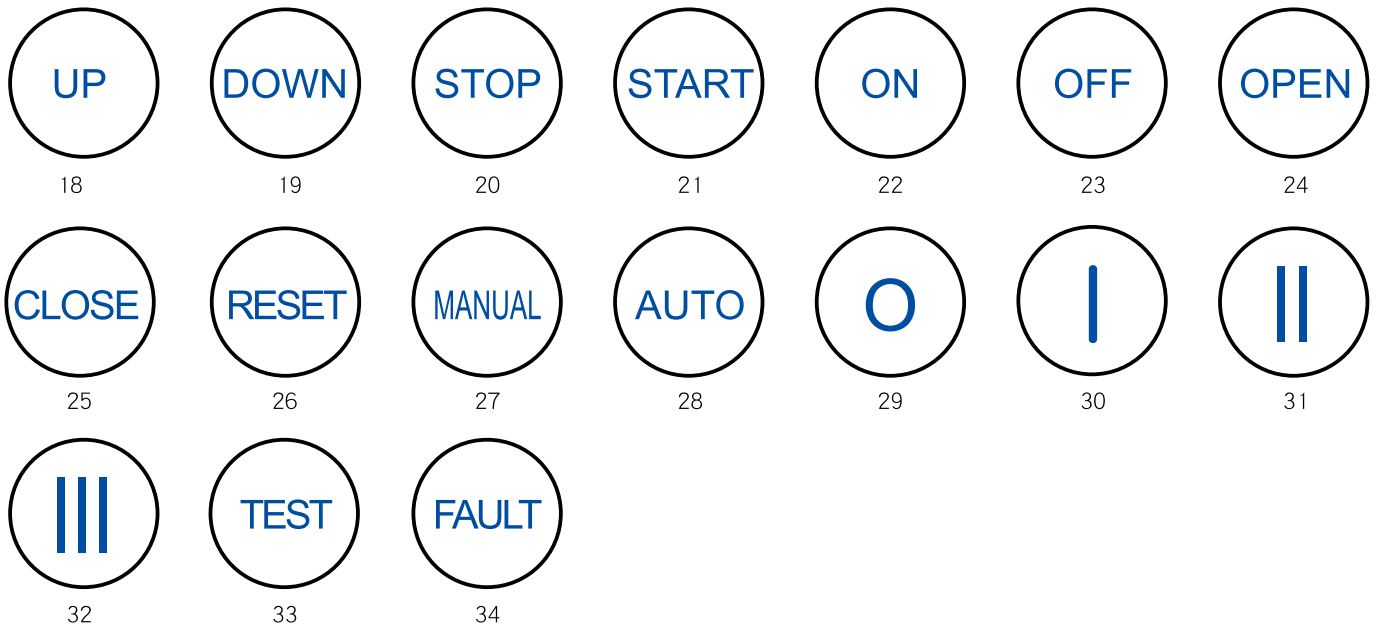 UP DOWN STOP START ON OFF OPEN
18 19 20 21 22 23 24
CLOSE RESET MANUAL AUTO O I II
25 26 27 28 29 30 31
III TEST FAULT
32 33 34